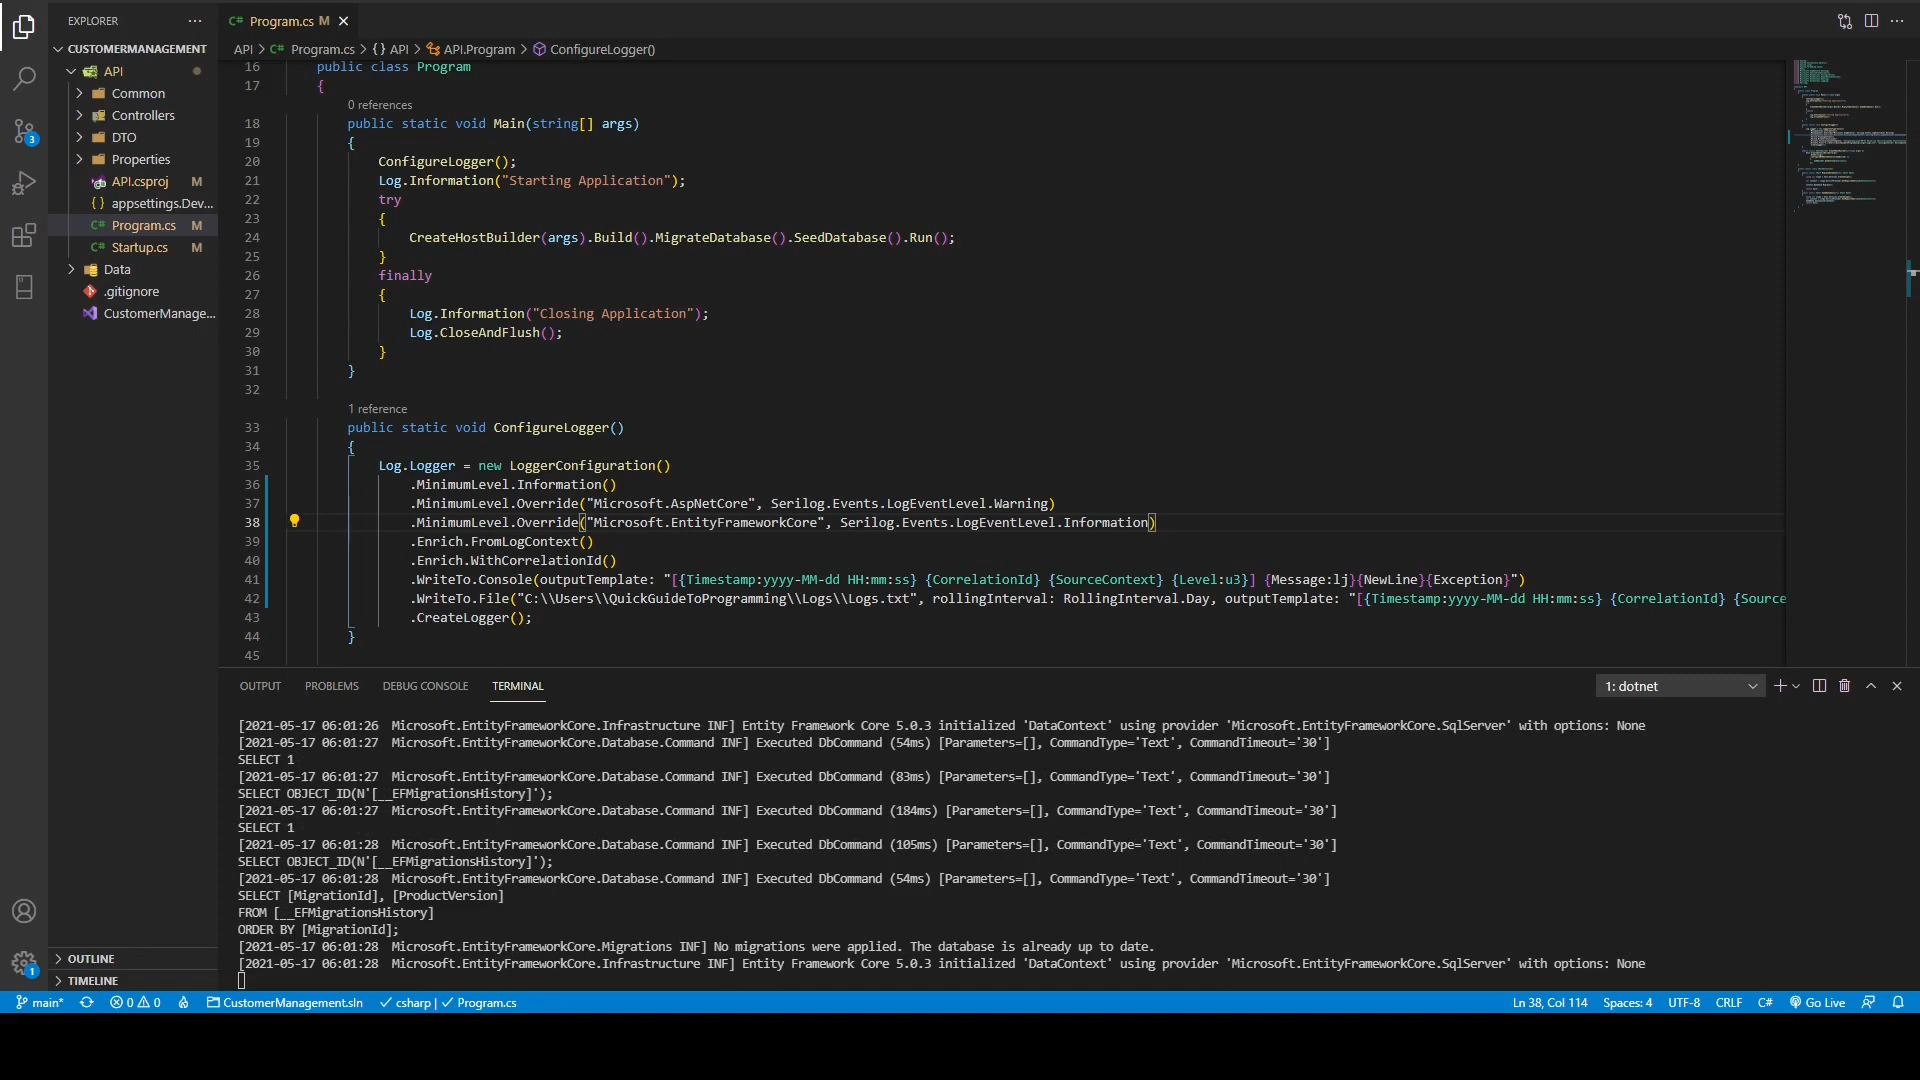 EXPLORER
CUSTOMERMANAGEMENT
API
Common
Controllers
DTO
Properties
API.csproj M
appsettings.Dev...
Program.cs M
Startup.cs M
Data
.gitignore
CustomerManage...
OUTLINE
TIMELINE
3
1
C# Program.cs M
API > C# Program.cs > {} API > API.Program > ConfigureLogger()
16 public class Program
17 {
0 references
18 public static void Main(string[] args)
19 {
20 ConfigureLogger();
21 Log.Information("Starting Application");
22 try
23 {
24 CreateHostBuilder(args).Build().MigrateDatabase().SeedDatabase().Run();
25 }
26 finally
27 {
28 Log.Information("Closing Application");
29 Log.CloseAndFlush();
30 }
31 }
32
1 reference
33 public static void ConfigureLogger()
34 {
35 Log.Logger = new LoggerConfiguration()
36 .MinimumLevel.Information()
37 .MinimumLevel.Override("Microsoft.AspNetCore", Serilog.Events.LogEventLevel.Warning)
38 .MinimumLevel.Override("Microsoft.EntityFrameworkCore", Serilog.Events.LogEventLevel.Information)
39 .Enrich.FromLogContext()
40 .Enrich.WithCorrelationId()
41 .WriteTo.Console(outputTemplate: "[{Timestamp:yyyy-MM-dd HH:mm:ss} {CorrelationId} {SourceContext} {Level:u3}] {Message:lj}{NewLine}{Exception}")
42 .WriteTo.File("C:\\Users\\QuickGuideToProgramming\\Logs\\Logs.txt", rollingInterval: RollingInterval.Day, outputTemplate: "[{Timestamp:yyyy-MM-dd HH:mm:ss} {CorrelationId} {Source
43 .CreateLogger();
44 }
45
OUTPUT PROBLEMS DEBUG CONSOLE TERMINAL 1: dotnet
[2021-05-17 06:01:26  Microsoft.EntityFrameworkCore.Infrastructure INF] Entity Framework Core 5.0.3 initialized 'DataContext' using provider 'Microsoft.EntityFrameworkCore.SqlServer' with options: None
[2021-05-17 06:01:27  Microsoft.EntityFrameworkCore.Database.Command INF] Executed DbCommand (54ms) [Parameters=[], CommandType='Text', CommandTimeout='30']
SELECT 1
[2021-05-17 06:01:27  Microsoft.EntityFrameworkCore.Database.Command INF] Executed DbCommand (83ms) [Parameters=[], CommandType='Text', CommandTimeout='30']
SELECT OBJECT_ID(N'[__EFMigrationsHistory]');
[2021-05-17 06:01:27  Microsoft.EntityFrameworkCore.Database.Command INF] Executed DbCommand (184ms) [Parameters=[], CommandType='Text', CommandTimeout='30']
SELECT 1
[2021-05-17 06:01:28  Microsoft.EntityFrameworkCore.Database.Command INF] Executed DbCommand (105ms) [Parameters=[], CommandType='Text', CommandTimeout='30']
SELECT OBJECT_ID(N'[__EFMigrationsHistory]');
[2021-05-17 06:01:28  Microsoft.EntityFrameworkCore.Database.Command INF] Executed DbCommand (54ms) [Parameters=[], CommandType='Text', CommandTimeout='30']
SELECT [MigrationId], [ProductVersion]
FROM [__EFMigrationsHistory]
ORDER BY [MigrationId];
[2021-05-17 06:01:28  Microsoft.EntityFrameworkCore.Migrations INF] No migrations were applied. The database is already up to date.
[2021-05-17 06:01:28  Microsoft.EntityFrameworkCore.Infrastructure INF] Entity Framework Core 5.0.3 initialized 'DataContext' using provider 'Microsoft.EntityFrameworkCore.SqlServer' with options: None
main* 0 0 CustomerManagement.sln csharp | Program.cs Ln 38, Col 114 Spaces: 4 UTF-8 CRLF C# Go Live